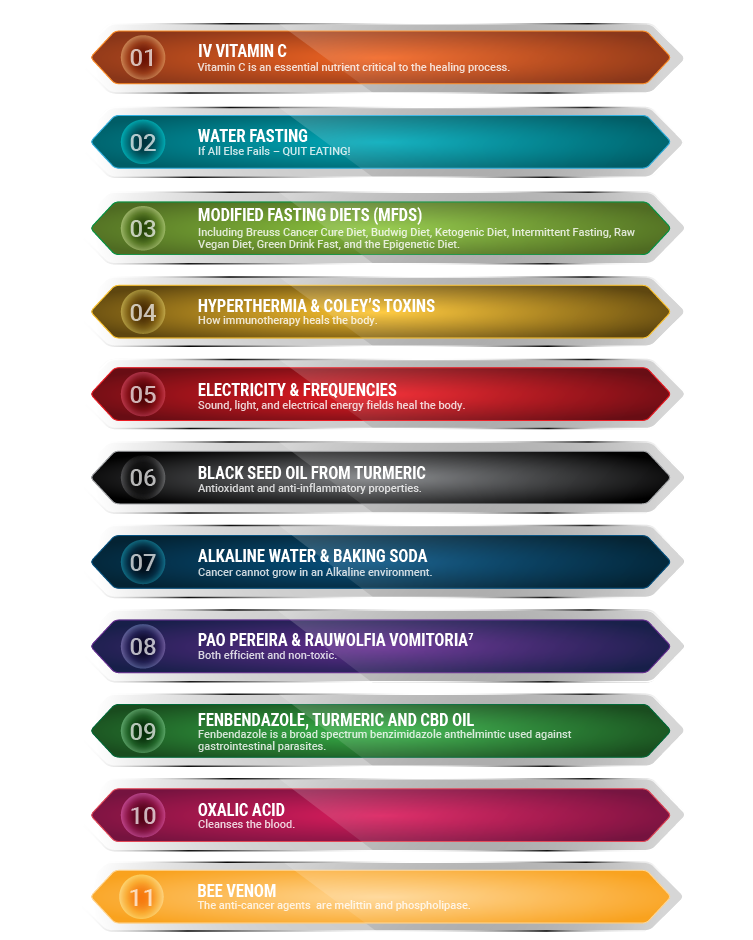 01
IV VITAMIN C
Vitamin C is an essential nutrient critical to the healing process.
02
WATER FASTING
If All Else Fails – QUIT EATING!
03
MODIFIED FASTING DIETS (MFDS)
Including Breuss Cancer Cure Diet, Budwig Diet, Ketogenic Diet, Intermittent Fasting, Raw
Vegan Diet, Green Drink Fast, and the Epigenetic Diet.
04
HYPERTHERMIA & COLEY'S TOXINS
How immunotherapy heals the body.
05
ELECTRICITY & FREQUENCIES
Sound, light, and electrical energy fields heal the body.
06
BLACK SEED OIL FROM TURMERIC
Antioxidant and anti-inflammatory properties.
07
ALKALINE WATER & BAKING SODA
Cancer cannot grow in an Alkaline environment.
08
PAO PEREIRA & RAUWOLFIA VOMITORIA⁷
Both efficient and non-toxic.
09
FENBENDAZOLE, TURMERIC AND CBD OIL
Fenbendazole is a broad spectrum benzimidazole anthelmintic used against
gastrointestinal parasites.
10
OXALIC ACID
Cleanses the blood.
11
BEE VENOM
The anti-cancer agents are melittin and phospholipase.